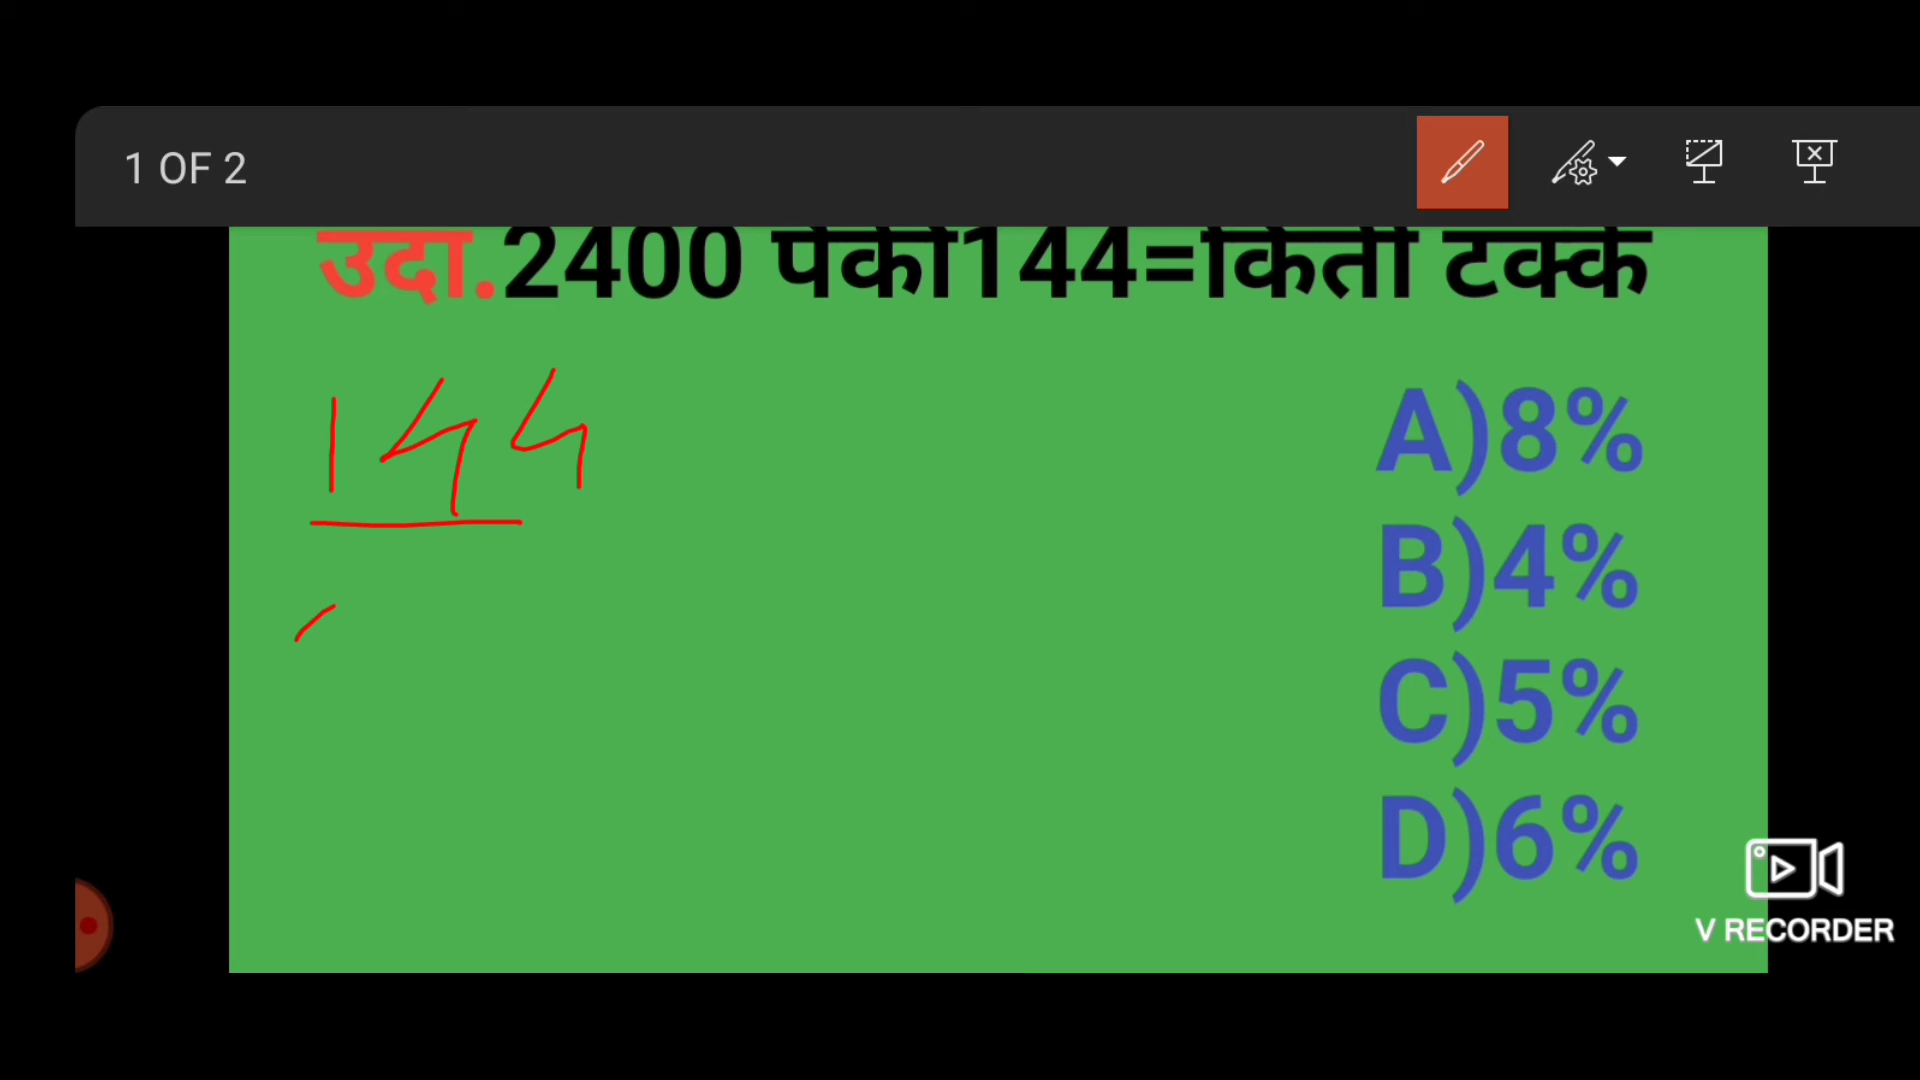 1 OF 2
उदा.2400 पैकी144=किती टक्के
144
A)8%
B)4%
C)5%
D)6%
V RECORDER